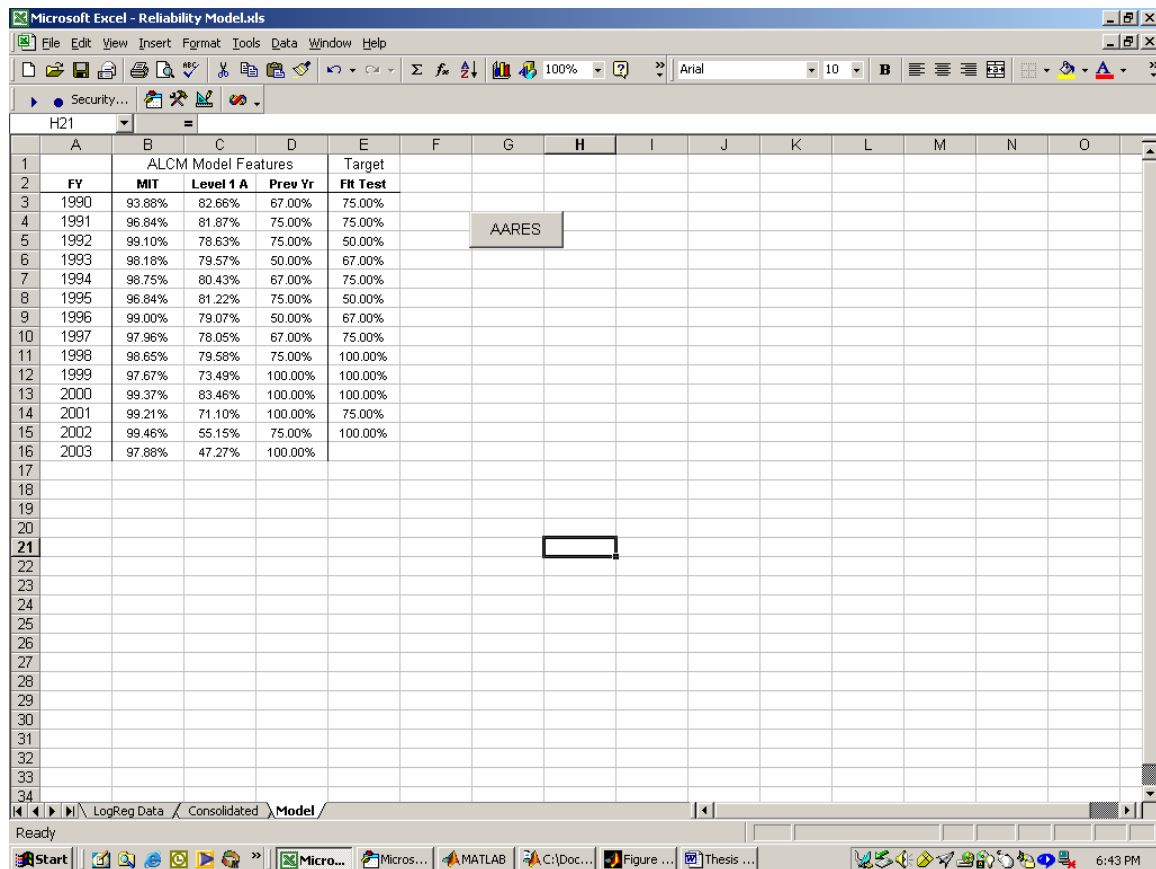 Microsoft Excel - Reliability Model.xls
File Edit View Insert Format Tools Data Window Help
100% Arial 10 B A
Security...
H21 =
A B C D E F G H I J K L M N O
1 ALCM Model Features Target
2 FY MIT Level 1 A Prev Yr Flt Test
3 1990 93.88% 82.66% 67.00% 75.00%
4 1991 96.84% 81.87% 75.00% 75.00%
AARES
5 1992 99.10% 78.63% 75.00% 50.00%
6 1993 98.18% 79.57% 50.00% 67.00%
7 1994 98.75% 80.43% 67.00% 75.00%
8 1995 96.84% 81.22% 75.00% 50.00%
9 1996 99.00% 79.07% 50.00% 67.00%
10 1997 97.96% 78.05% 67.00% 75.00%
11 1998 98.65% 79.58% 75.00% 100.00%
12 1999 97.67% 73.49% 100.00% 100.00%
13 2000 99.37% 83.46% 100.00% 100.00%
14 2001 99.21% 71.10% 100.00% 75.00%
15 2002 99.46% 55.15% 75.00% 100.00%
16 2003 97.88% 47.27% 100.00%
17
18
19
20
21
22
23
24
25
26
27
28
29
30
31
32
33
34
LogReg Data Consolidated Model
Ready
Start Micro... Micros... MATLAB C:\Doc... Figure ... Thesis ... 6:43 PM